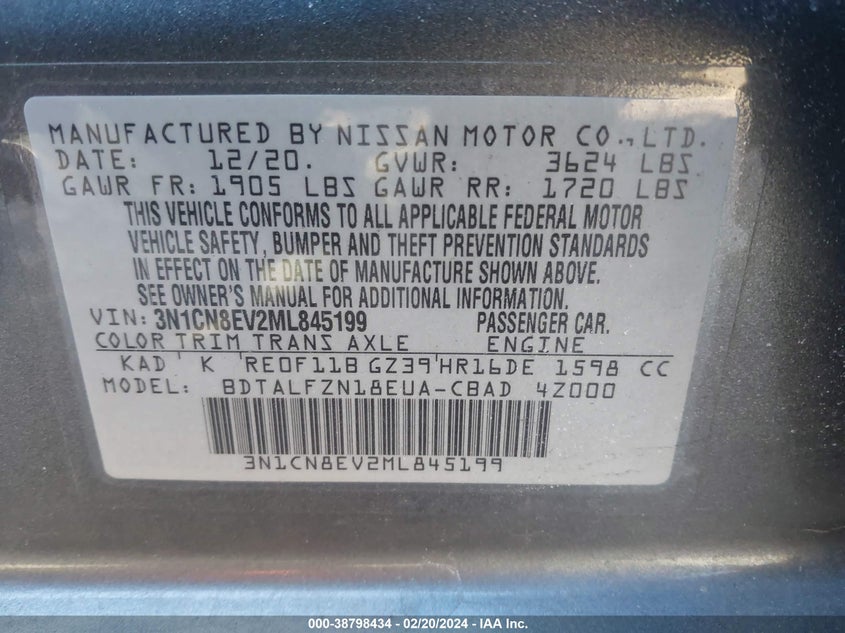 MANUFACTURED BY NISSAN MOTOR CO., LTD.
DATE: 12/20. GVWR: 3624 LBS
GAWR FR: 1905 LBS GAWR RR: 1720 LBS
THIS VEHICLE CONFORMS TO ALL APPLICABLE FEDERAL MOTOR
VEHICLE SAFETY, BUMPER AND THEFT PREVENTION STANDARDS
IN EFFECT ON THE DATE OF MANUFACTURE SHOWN ABOVE.
SEE OWNER'S MANUAL FOR ADDITIONAL INFORMATION.
VIN: 3N1CN8EV2ML845199 PASSENGER CAR.
COLOR TRIM TRANS AXLE ENGINE
KAD K RE0F11B GZ39 HR16DE 1598 CC
MODEL: BDTALFZN18EUA-CBAD 4Z000
3N1CN8EV2ML845199
000-38798434 — 02/20/2024 — IAA Inc.